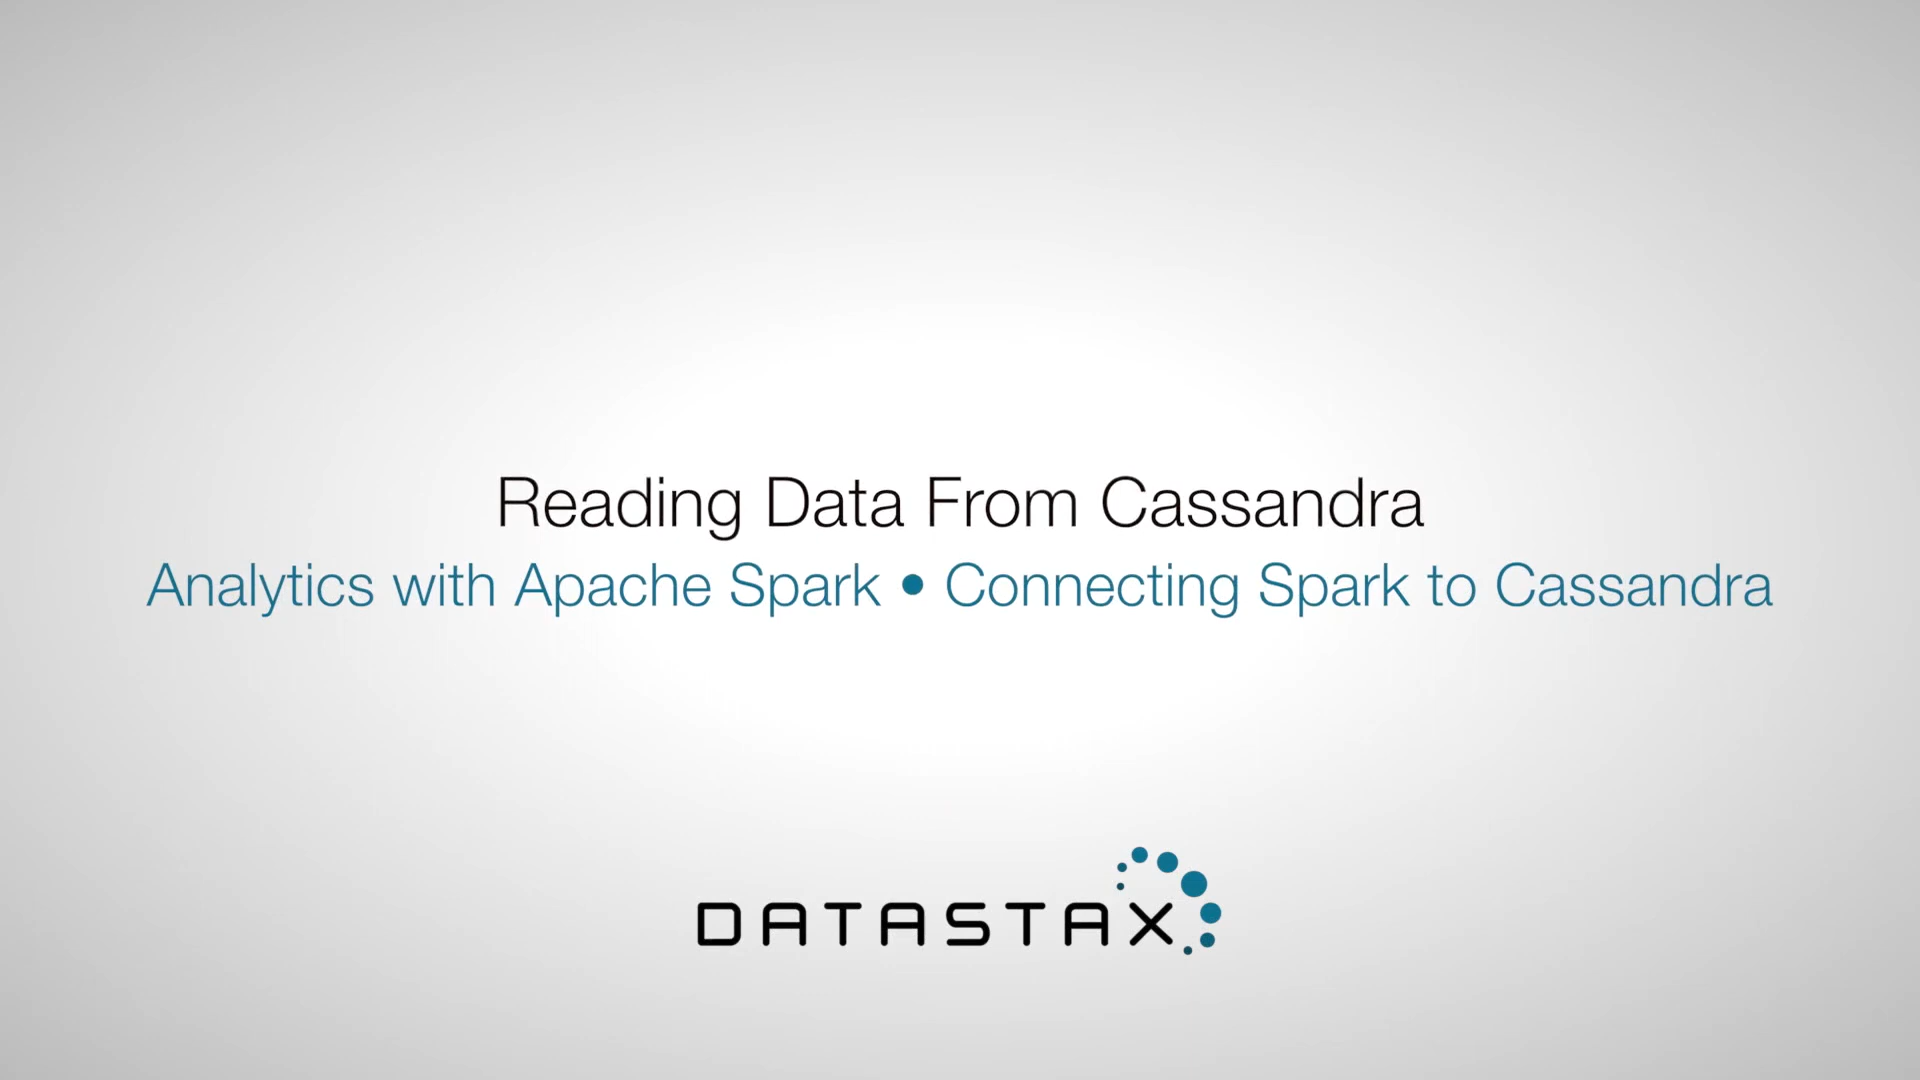 Reading Data From Cassandra
Analytics with Apache Spark • Connecting Spark to Cassandra
DATASTAX